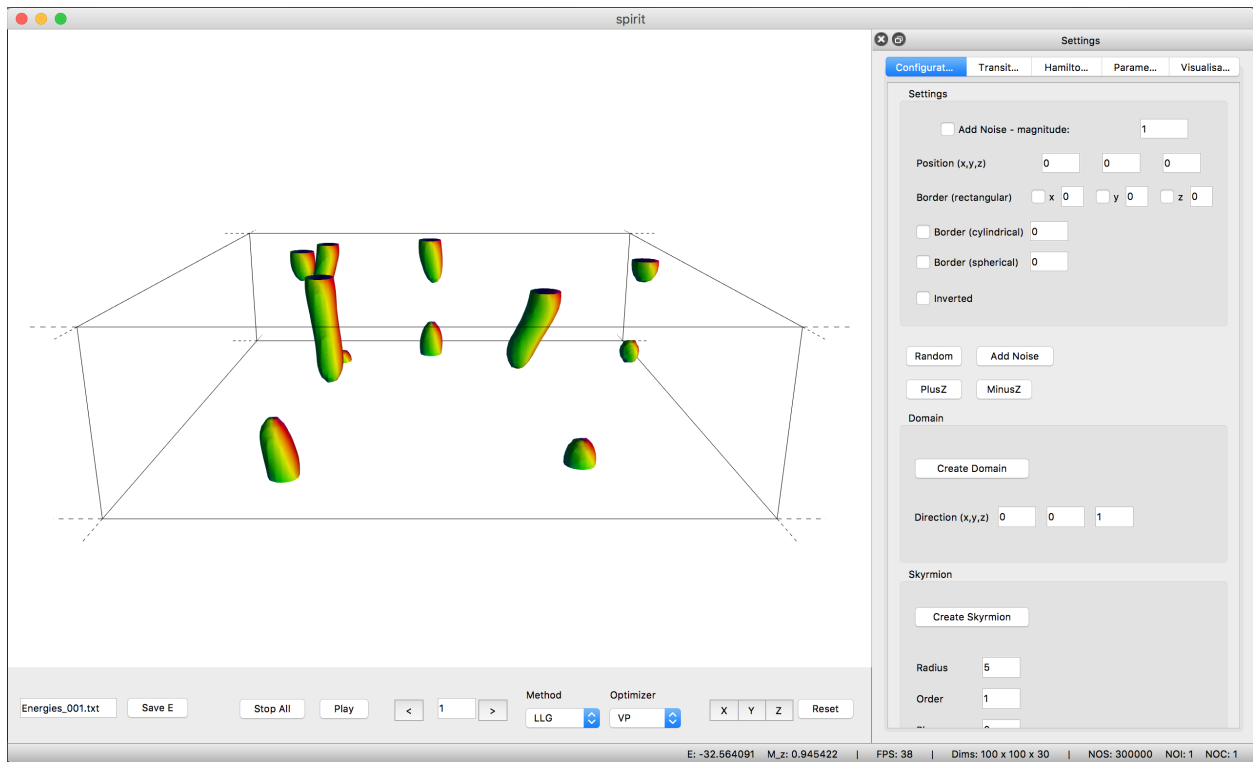 spirit
Settings
Configurat... Transit... Hamilto... Parame... Visualisa...
Settings
Add Noise - magnitude: 1
Position (x,y,z) 0 0 0
Border (rectangular) x 0 y 0 z 0
Border (cylindrical) 0
Border (spherical) 0
Inverted
Random Add Noise
PlusZ MinusZ
Domain
Create Domain
Direction (x,y,z) 0 0 1
Skyrmion
Create Skyrmion
Radius 5
Order 1
Method Optimizer
Energies_001.txt Save E Stop All Play < 1 > LLG VP X Y Z Reset
E: -32.564091 M_z: 0.945422 | FPS: 38 | Dims: 100 x 100 x 30 | NOS: 300000 NOI: 1 NOC: 1